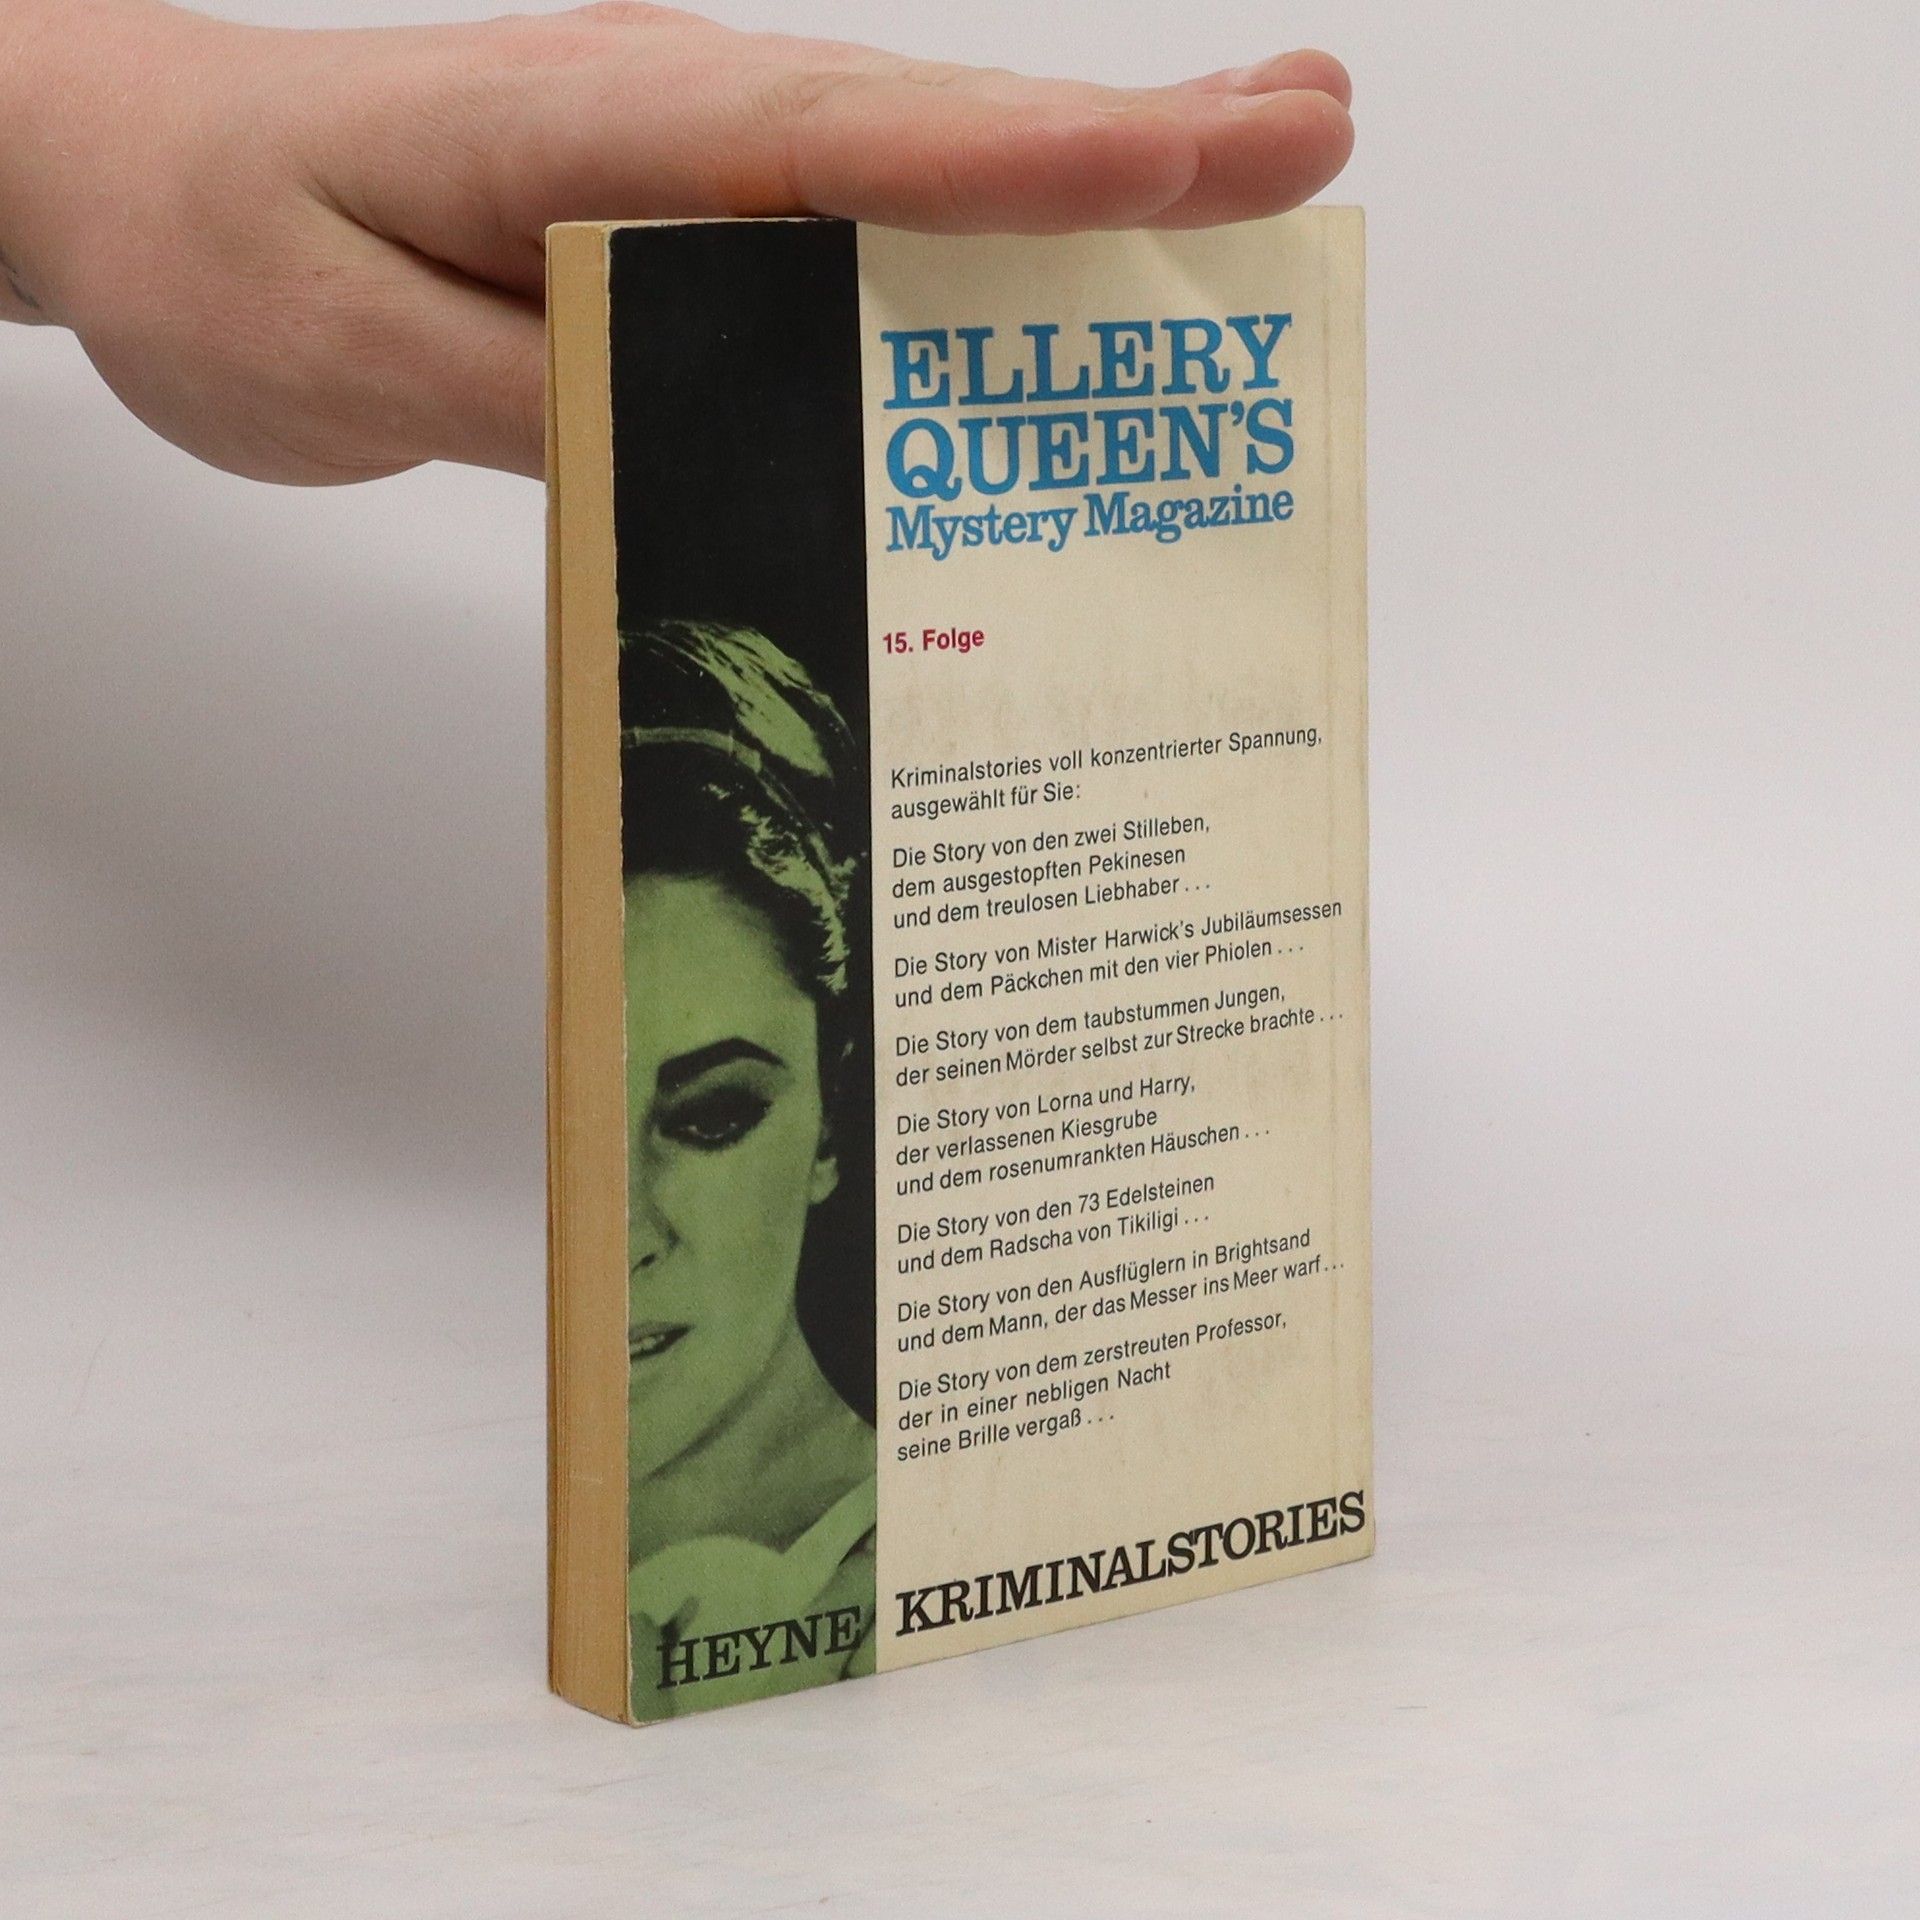 ELLERY
QUEEN'S
Mystery Magazine
15. Folge
Kriminalstories voll konzentrierter Spannung,
ausgewählt für Sie:
Die Story von den zwei Stilleben,
dem ausgestopften Pekinesen
und dem treulosen Liebhaber . . .
Die Story von Mister Harwick's Jubiläumsessen
und dem Päckchen mit den vier Phiolen . . .
Die Story von dem taubstummen Jungen,
der seinen Mörder selbst zur Strecke brachte . . .
Die Story von Lorna und Harry,
der verlassenen Kiesgrube
und dem rosenumrankten Häuschen . . .
Die Story von den 73 Edelsteinen
und dem Radscha von Tikiligi . . .
Die Story von den Ausflüglern in Brightsand
und dem Mann, der das Messer ins Meer warf . . .
Die Story von dem zerstreuten Professor,
der in einer nebligen Nacht
seine Brille vergaß . . .
HEYNE KRIMINALSTORIES